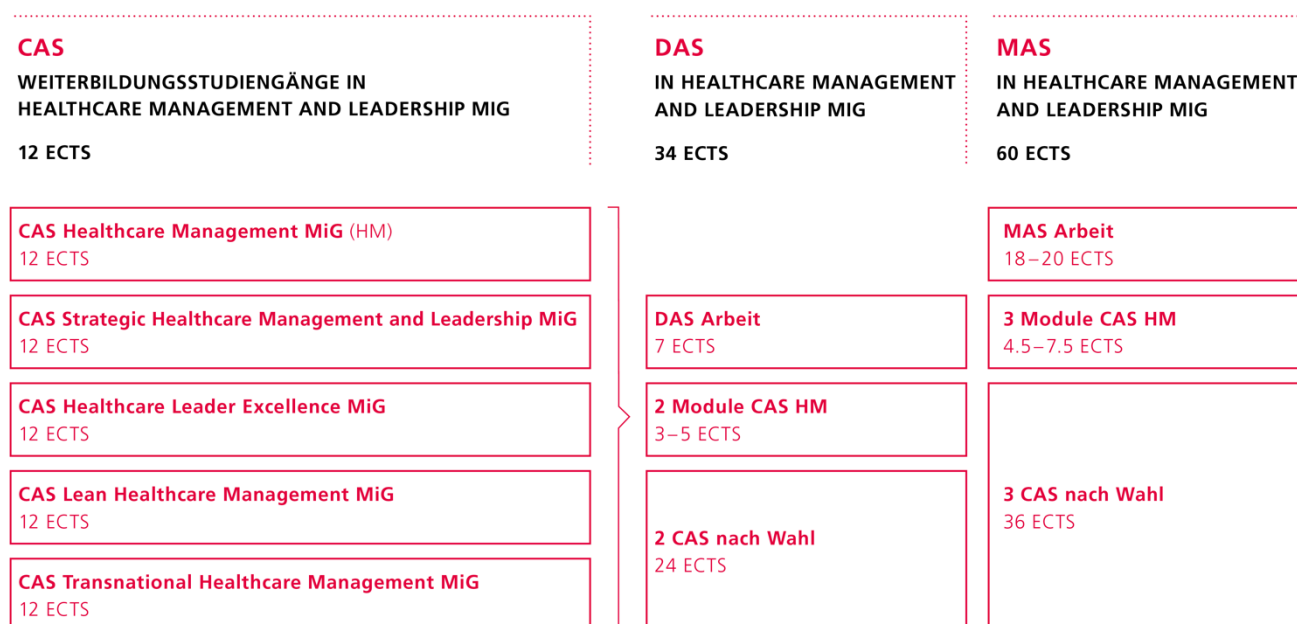 CAS
WEITERBILDUNGSSTUDIENGÄNGE IN
HEALTHCARE MANAGEMENT AND LEADERSHIP MIG
12 ECTS
DAS
IN HEALTHCARE MANAGEMENT
AND LEADERSHIP MIG
34 ECTS
MAS
IN HEALTHCARE MANAGEMENT
AND LEADERSHIP MIG
60 ECTS
CAS Healthcare Management MiG (HM)
12 ECTS
CAS Strategic Healthcare Management and Leadership MiG
12 ECTS
CAS Healthcare Leader Excellence MiG
12 ECTS
CAS Lean Healthcare Management MiG
12 ECTS
CAS Transnational Healthcare Management MiG
12 ECTS
DAS Arbeit
7 ECTS
2 Module CAS HM
3–5 ECTS
2 CAS nach Wahl
24 ECTS
MAS Arbeit
18–20 ECTS
3 Module CAS HM
4.5–7.5 ECTS
3 CAS nach Wahl
36 ECTS